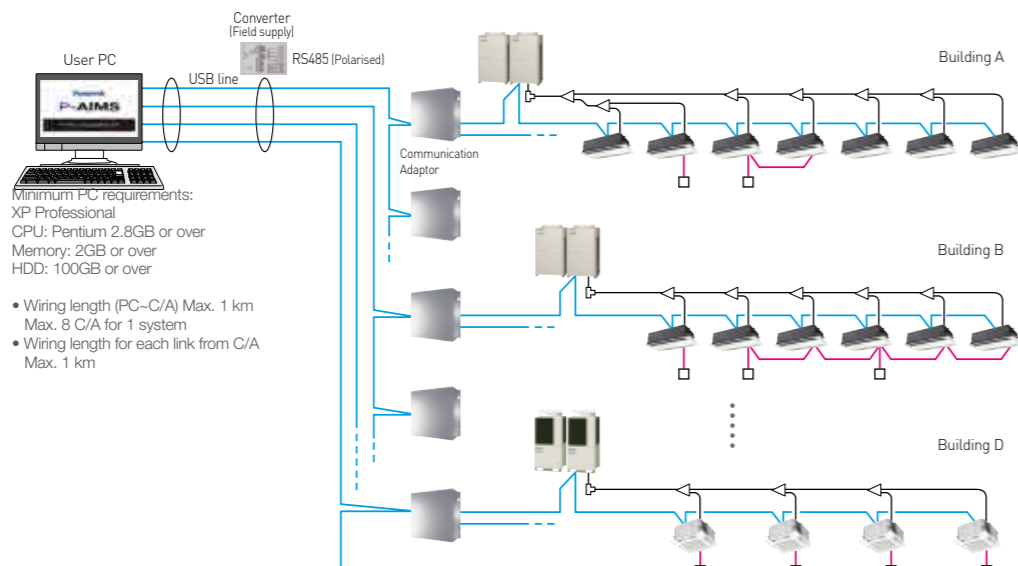 Converter
(Field supply)
RS485 (Polarised)
User PC
USB line
Panasonic
P-AIMS
Building A
Communication
Adaptor
Minimum PC requirements:
XP Professional
CPU: Pentium 2.8GB or over
Memory: 2GB or over
HDD: 100GB or over
• Wiring length (PC~C/A) Max. 1 km
Max. 8 C/A for 1 system
• Wiring length for each link from C/A
Max. 1 km
Building B
Building D